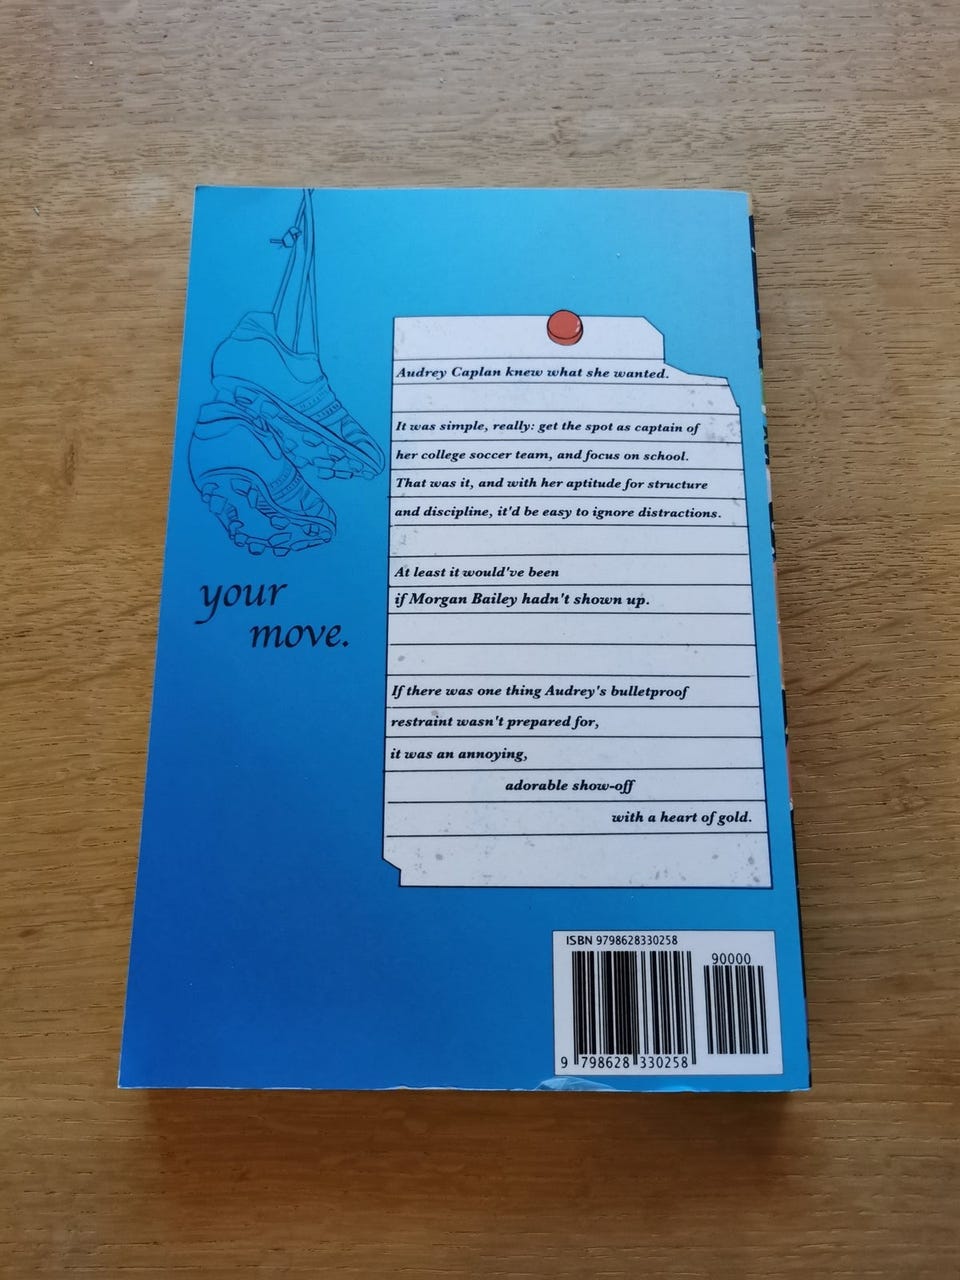 Audrey Caplan knew what she wanted.
It was simple, really: get the spot as captain of
her college soccer team, and focus on school.
That was it, and with her aptitude for structure
and discipline, it'd be easy to ignore distractions.
At least it would've been
if Morgan Bailey hadn't shown up.
If there was one thing Audrey's bulletproof
restraint wasn't prepared for,
it was an annoying,
adorable show-off
with a heart of gold.
your
move.
ISBN 9798628330258
90000
9 798628 330258